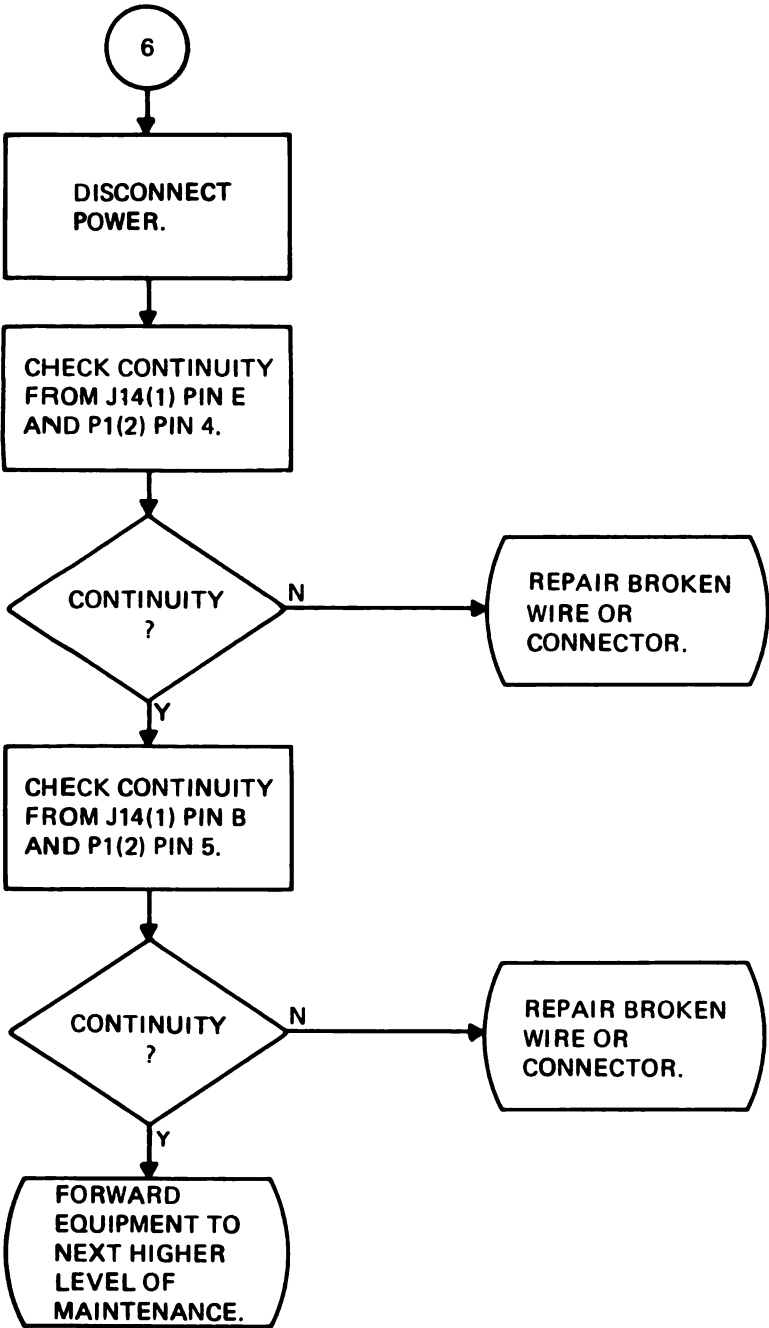 6
DISCONNECT
POWER.
CHECK CONTINUITY
FROM J14(1) PIN E
AND P1(2) PIN 4.
CONTINUITY
?
N
REPAIR BROKEN
WIRE OR
CONNECTOR.
Y
CHECK CONTINUITY
FROM J14(1) PIN B
AND P1(2) PIN 5.
CONTINUITY
?
N
REPAIR BROKEN
WIRE OR
CONNECTOR.
Y
FORWARD
EQUIPMENT TO
NEXT HIGHER
LEVEL OF
MAINTENANCE.